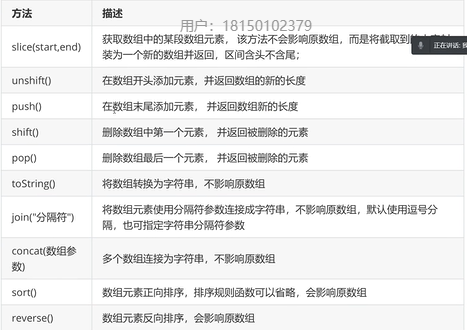 用户：18150102379
方法 描述
slice(start,end) 获取数组中的某段数组元素， 该方法不会影响原数组，而是将截取到的
装为一个新的数组并返回，区间含头不含尾；
正在讲话:
unshift() 在数组开头添加元素，并返回数组的新的长度
push() 在数组末尾添加元素， 并返回数组新的长度
shift() 删除数组中第一个元素， 并返回被删除的元素
pop() 删除数组最后一个元素， 并返回被删除的元素
toString() 将数组转换为字符串，不影响原数组
join("分隔符") 将数组元素使用分隔符参数连接成字符串，不影响原数组，默认使用逗号分
隔，也可指定字符串分隔符参数
concat(数组参
数) 多个数组连接为字符串，不影响原数组
sort() 数组元素正向排序，排序规则函数可以省略，会影响原数组
reverse() 数组元素反向排序，会影响原数组